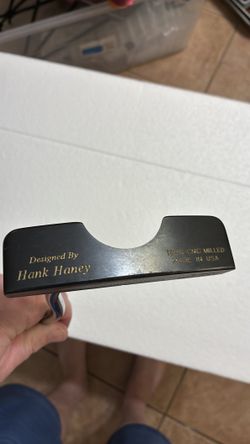 Designed By
Hank Haney
CNC MILLED
MADE IN USA